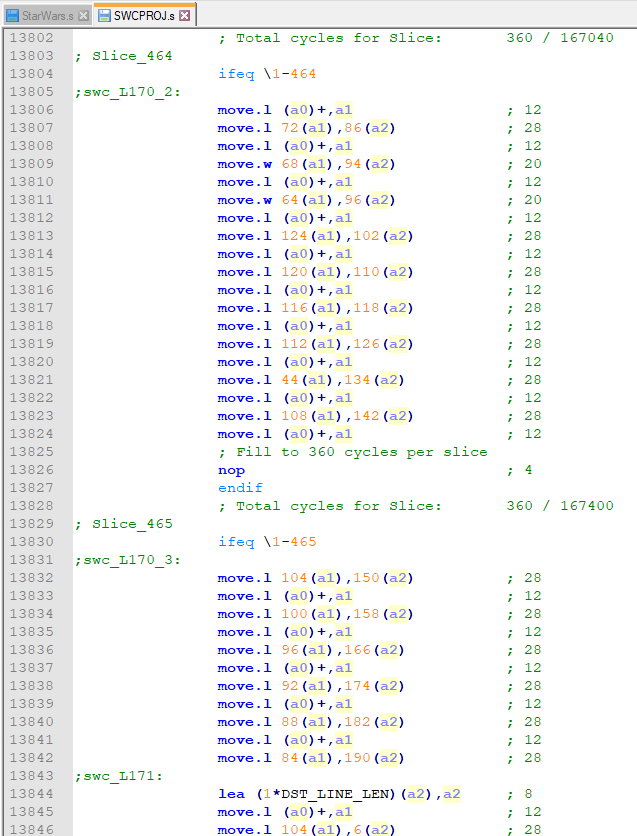 StarWars.s SWCPROJ.s
13802 ; Total cycles for Slice: 360 / 167040
13803 ; Slice_464
13804 ifeq \1-464
13805 ;swc_L170_2:
13806 move.l (a0)+,a1 ; 12
13807 move.l 72(a1),86(a2) ; 28
13808 move.l (a0)+,a1 ; 12
13809 move.w 68(a1),94(a2) ; 20
13810 move.l (a0)+,a1 ; 12
13811 move.w 64(a1),96(a2) ; 20
13812 move.l (a0)+,a1 ; 12
13813 move.l 124(a1),102(a2) ; 28
13814 move.l (a0)+,a1 ; 12
13815 move.l 120(a1),110(a2) ; 28
13816 move.l (a0)+,a1 ; 12
13817 move.l 116(a1),118(a2) ; 28
13818 move.l (a0)+,a1 ; 12
13819 move.l 112(a1),126(a2) ; 28
13820 move.l (a0)+,a1 ; 12
13821 move.l 44(a1),134(a2) ; 28
13822 move.l (a0)+,a1 ; 12
13823 move.l 108(a1),142(a2) ; 28
13824 move.l (a0)+,a1 ; 12
13825 ; Fill to 360 cycles per slice
13826 nop ; 4
13827 endif
13828 ; Total cycles for Slice: 360 / 167400
13829 ; Slice_465
13830 ifeq \1-465
13831 ;swc_L170_3:
13832 move.l 104(a1),150(a2) ; 28
13833 move.l (a0)+,a1 ; 12
13834 move.l 100(a1),158(a2) ; 28
13835 move.l (a0)+,a1 ; 12
13836 move.l 96(a1),166(a2) ; 28
13837 move.l (a0)+,a1 ; 12
13838 move.l 92(a1),174(a2) ; 28
13839 move.l (a0)+,a1 ; 12
13840 move.l 88(a1),182(a2) ; 28
13841 move.l (a0)+,a1 ; 12
13842 move.l 84(a1),190(a2) ; 28
13843 ;swc_L171:
13844 lea (1*DST_LINE_LEN)(a2),a2 ; 8
13845 move.l (a0)+,a1 ; 12
13846 move.l 104(a1),6(a2) ; 28